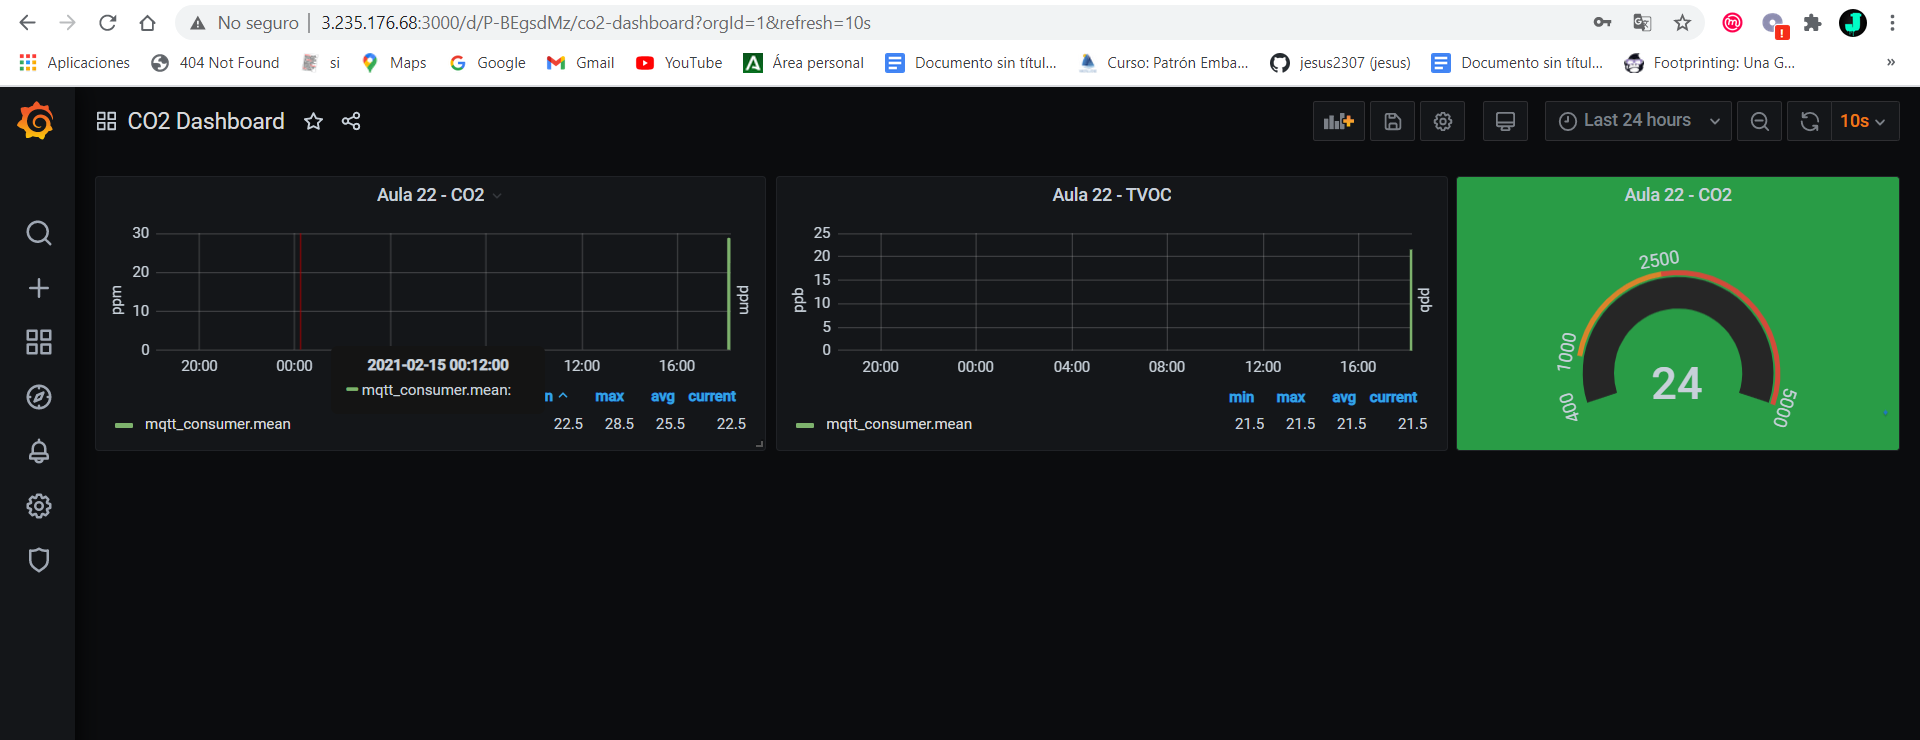 No seguro | 3.235.176.68:3000/d/P-BEgsdMz/co2-dashboard?orgId=1&refresh=10s
Aplicaciones 404 Not Found si Maps Google Gmail YouTube Área personal Documento sin títul... Curso: Patrón Emba... jesus2307 (jesus) Documento sin títul... Footprinting: Una G... »
CO2 Dashboard
Last 24 hours
10s
Aula 22 - CO2
30
20
10
0
ppm
ppm
20:00 00:00 12:00 16:00
2021-02-15 00:12:00
mqtt_consumer.mean:
n max avg current
mqtt_consumer.mean 22.5 28.5 25.5 22.5
Aula 22 - TVOC
25
20
15
10
5
0
ppb
ppb
20:00 00:00 04:00 08:00 12:00 16:00
min max avg current
mqtt_consumer.mean 21.5 21.5 21.5 21.5
Aula 22 - CO2
400
1000
2500
5000
24